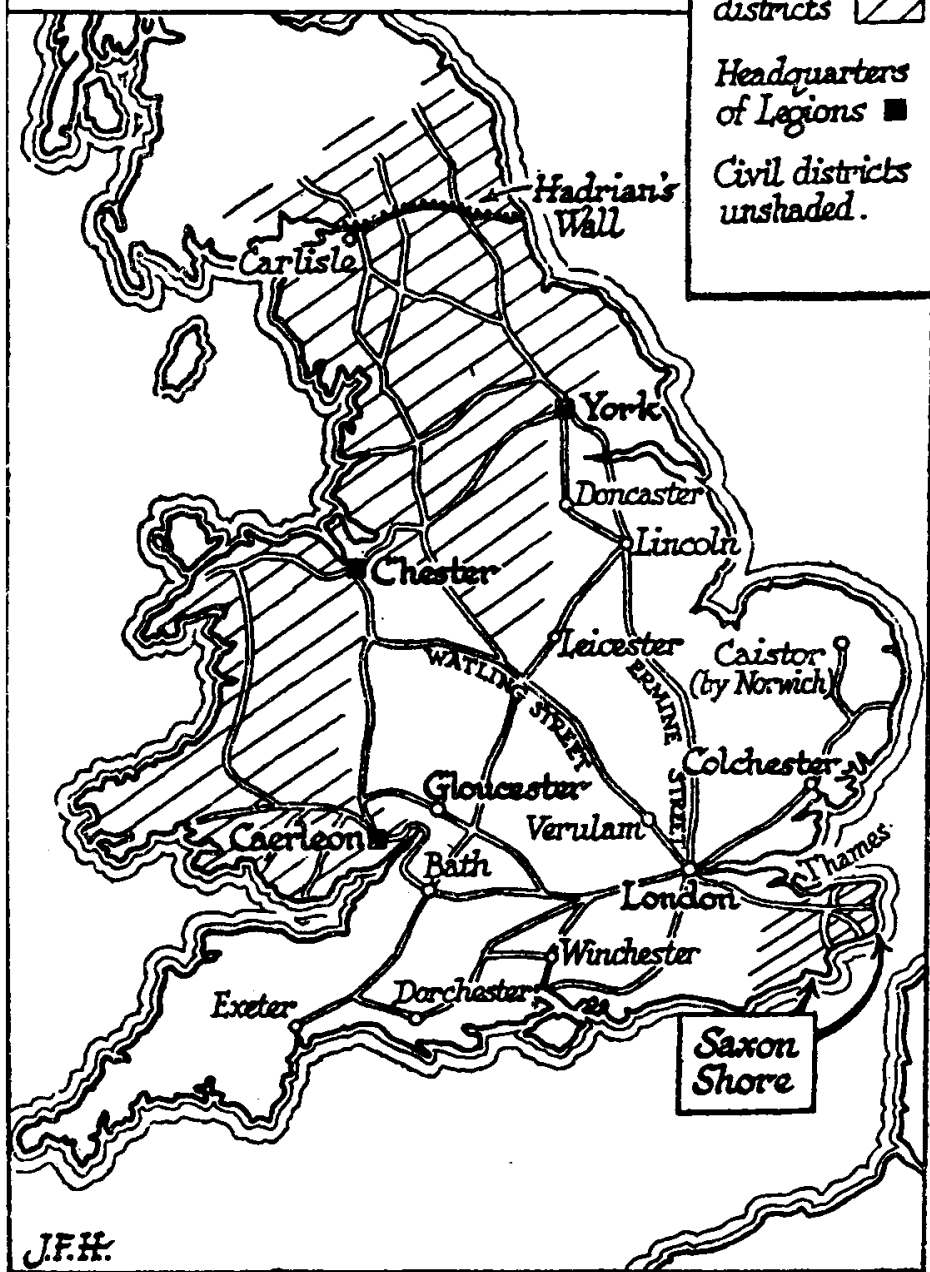 districts
Headquarters
of Legions
Civil districts
unshaded.
Hadrian's
Wall
Carlisle
York
Doncaster
Lincoln
Chester
Leicester
Caistor
(by Norwich)
WATLING STREET
ERMINE STREET
Colchester
Gloucester
Verulam
Caerleon
Thames.
Bath
London
Winchester
Exeter
Dorchester
Saxon
Shore
J.F.H.